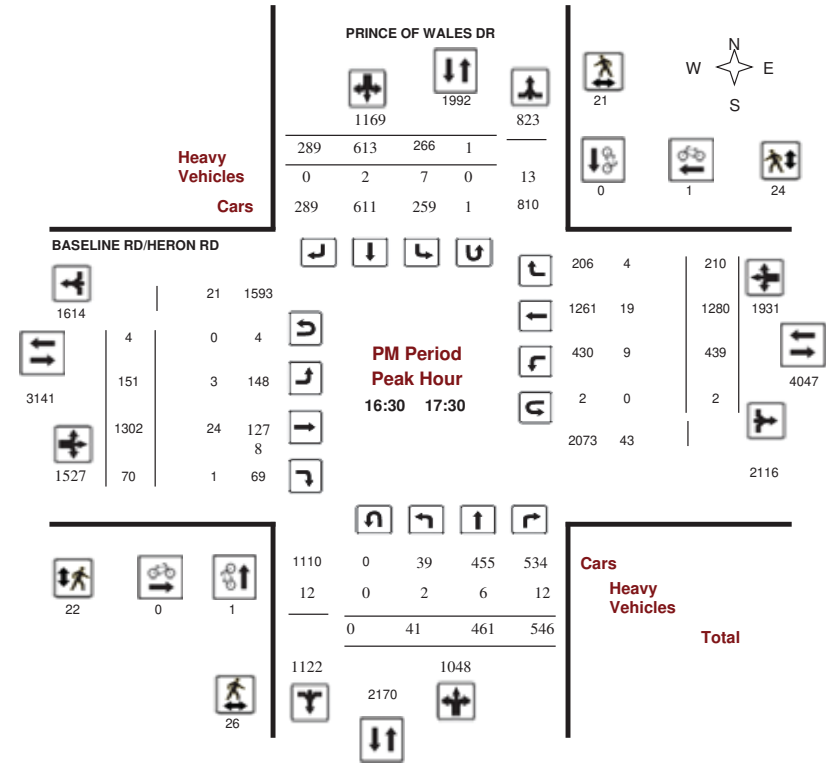 PRINCE OF WALES DR
N
W E
S
1992
21
1169 823
289 613 266 1
Heavy
Vehicles
0 2 7 0 13
Cars
289 611 259 1 810
0 1 24
BASELINE RD/HERON RD
206 4 210
21 1593
1614
1261 19 1280 1931
4 0 4
PM Period
Peak Hour
16:30 17:30
430 9 439
3141
151 3 148
4047
2 0 2
1302 24 127
8
2073 43
1527 70 1 69
2116
1110 0 39 455 534
Cars
12 0 2 6 12
Heavy
Vehicles
22 0 1
0 41 461 546
Total
1122 1048
2170
26